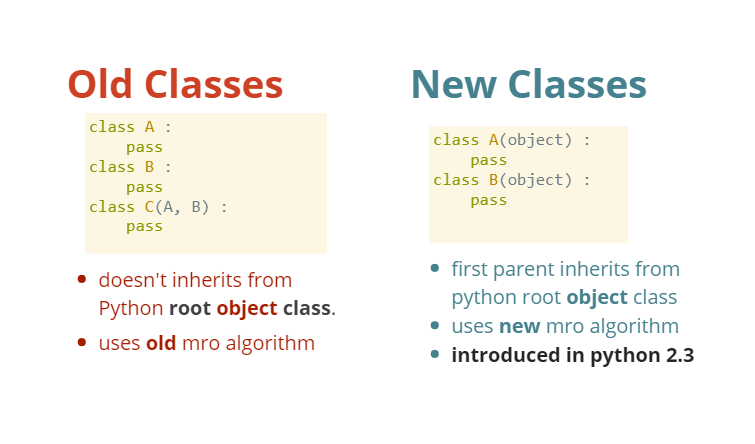 Old Classes
class A :
    pass
class B :
    pass
class C(A, B) :
    pass
• doesn't inherits from
Python root object class.
• uses old mro algorithm
New Classes
class A(object) :
    pass
class B(object) :
    pass
• first parent inherits from
python root object class
• uses new mro algorithm
• introduced in python 2.3